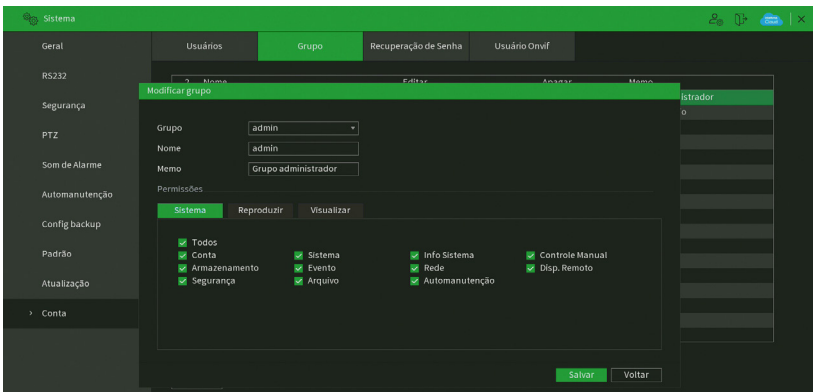 Sistema
Geral
Usuários Grupo Recuperação de Senha Usuário Onvif
RS232
2 Nome Editar Apagar Memo
Modificar grupo
istrador
Segurança
o
Grupo admin
PTZ
Nome admin
Som de Alarme
Memo Grupo administrador
Permissões
Automanutenção
Sistema Reproduzir Visualizar
Config backup
Todos
Padrão
Conta Sistema Info Sistema Controle Manual
Armazenamento Evento Rede Disp. Remoto
Atualização
Segurança Arquivo Automanutenção
Conta
Salvar Voltar